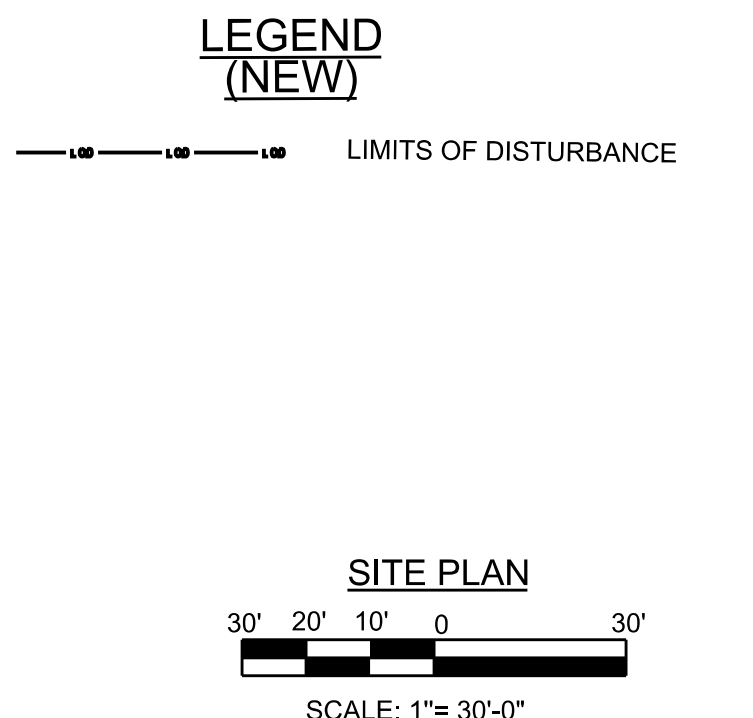 LEGEND
(NEW)
LOD LOD LOD LIMITS OF DISTURBANCE
SITE PLAN
30' 20' 10' 0 30'
SCALE: 1"= 30'-0"